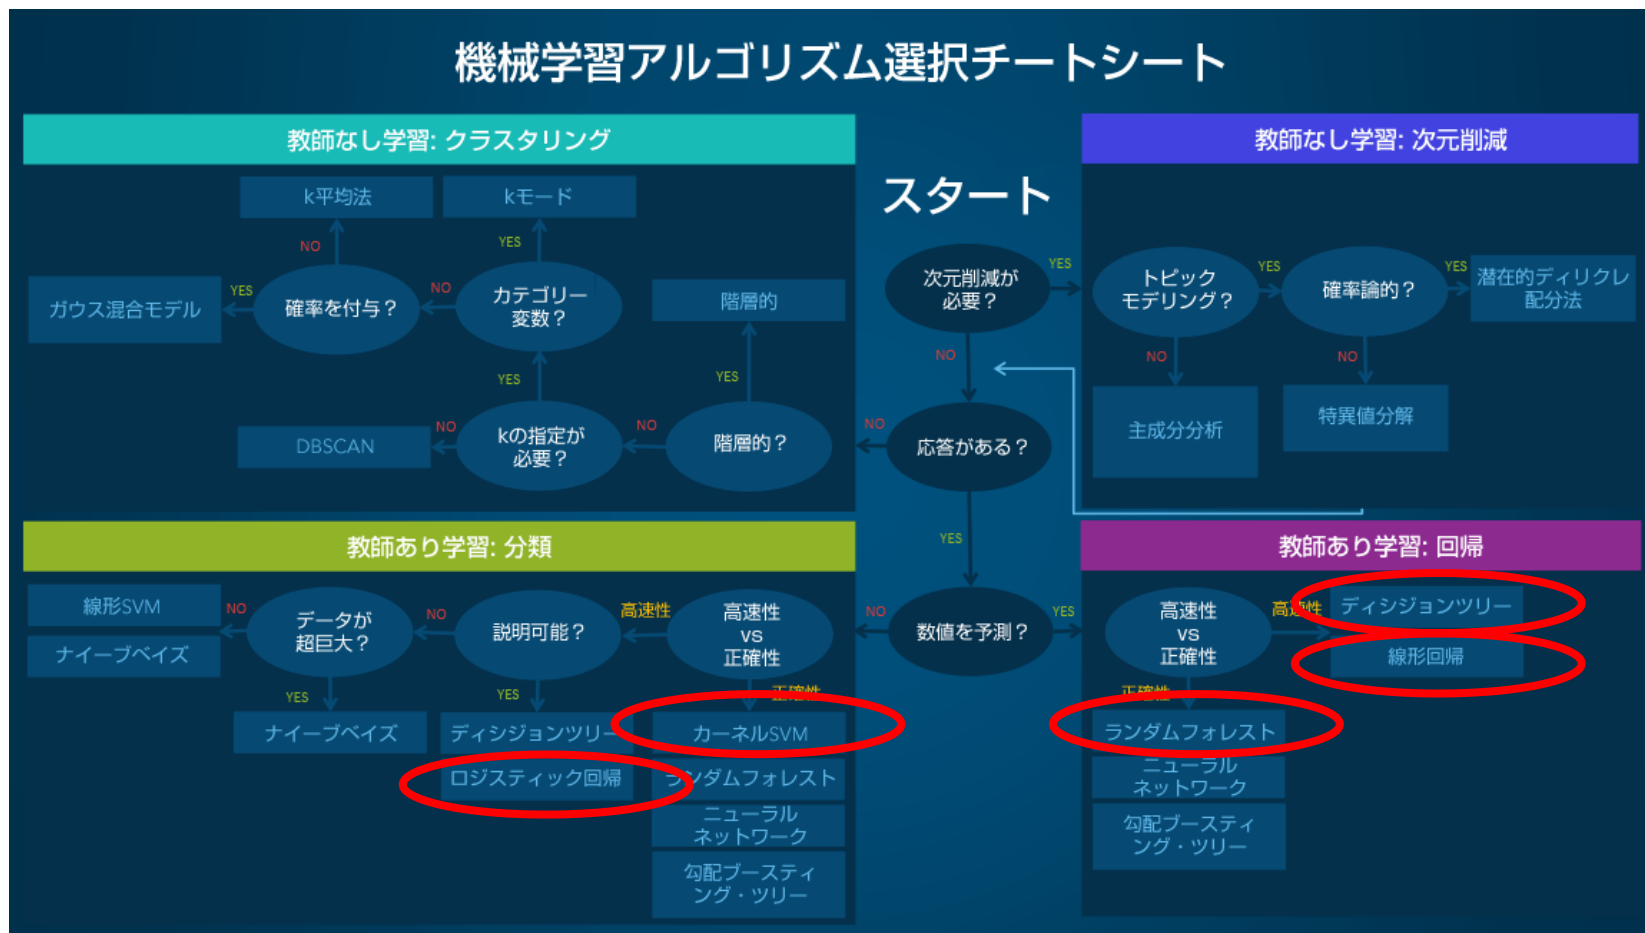 機械学習アルゴリズム選択チートシート
教師なし学習: クラスタリング
k平均法
kモード
NO
YES
ガウス混合モデル
YES
確率を付与？
NO
カテゴリー
変数？
階層的
YES
YES
DBSCAN
NO
kの指定が
必要？
NO
階層的？
スタート
次元削減が
必要？
YES
NO
NO
応答がある？
YES
NO
数値を予測？
YES
教師なし学習: 次元削減
トピック
モデリング？
YES
確率論的？
YES
潜在的ディリクレ
配分法
NO
NO
主成分分析
特異値分解
教師あり学習: 分類
線形SVM
ナイーブベイズ
NO
データが
超巨大？
NO
説明可能？
高速性
高速性
vs
正確性
YES
YES
正確性
ナイーブベイズ
ディシジョンツリー
ロジスティック回帰
カーネルSVM
ランダムフォレスト
ニューラル
ネットワーク
勾配ブースティ
ング・ツリー
教師あり学習: 回帰
高速性
vs
正確性
高速性
ディシジョンツリー
線形回帰
正確性
ランダムフォレスト
ニューラル
ネットワーク
勾配ブースティ
ング・ツリー